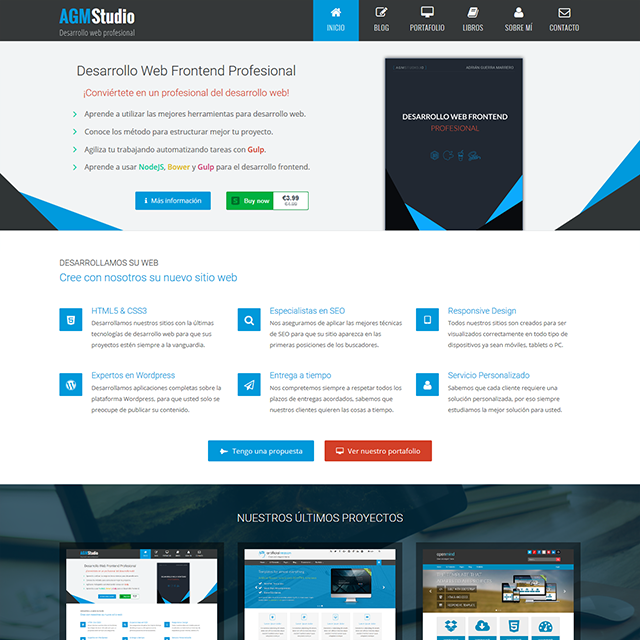 AGMStudio
Desarrollo web profesional
INICIO
BLOG
PORTAFOLIO
LIBROS
SOBRE MÍ
CONTACTO
Desarrollo Web Frontend Profesional
¡Conviértete en un profesional del desarrollo web!
Aprende a utilizar las mejores herramientas para desarrollo web.
Conoce los método para estructurar mejor tu proyecto.
Agiliza tu trabajando automatizando tareas con Gulp.
Aprende a usar NodeJS, Bower y Gulp para el desarrollo frontend.
Más información
Buy now
€3.99
DESARROLLO WEB FRONTEND
PROFESIONAL
DESARROLLAMOS SU WEB
Cree con nosotros su nuevo sitio web
HTML5 & CSS3
Desarrollamos nuestros sitios con la últimas
tecnologías de desarrollo web para que sus
proyectos estén siempre a la vanguardia.
Especialistas en SEO
Nos aseguramos de aplicar las mejores técnicas
de SEO para que su sitio aparezca en las
primeras posiciones de los buscadores.
Responsive Design
Todos nuestros sitios son creados para ser
visualizados correctamente en todo tipo de
dispositivos ya sean móviles, tablets o PC.
Expertos en Wordpress
Desarrollamos aplicaciones completas sobre la
plataforma Wordpress, para que usted solo se
preocupe de publicar su contenido.
Entrega a tiempo
Nos compremetemos siempre a respetar todos los
plazos de entregas acordados, sabemos que
nuestros clientes quieren las cosas a tiempo.
Servicio Personalizado
Sabemos que cada cliente requiere una
solución personalizada, por eso siempre
estudiamos la mejor solución para usted.
Tengo una propuesta
Ver nuestro portafolio
NUESTROS ÚLTIMOS PROYECTOS
AGMStudio
Desarrollo Web Frontend Profesional